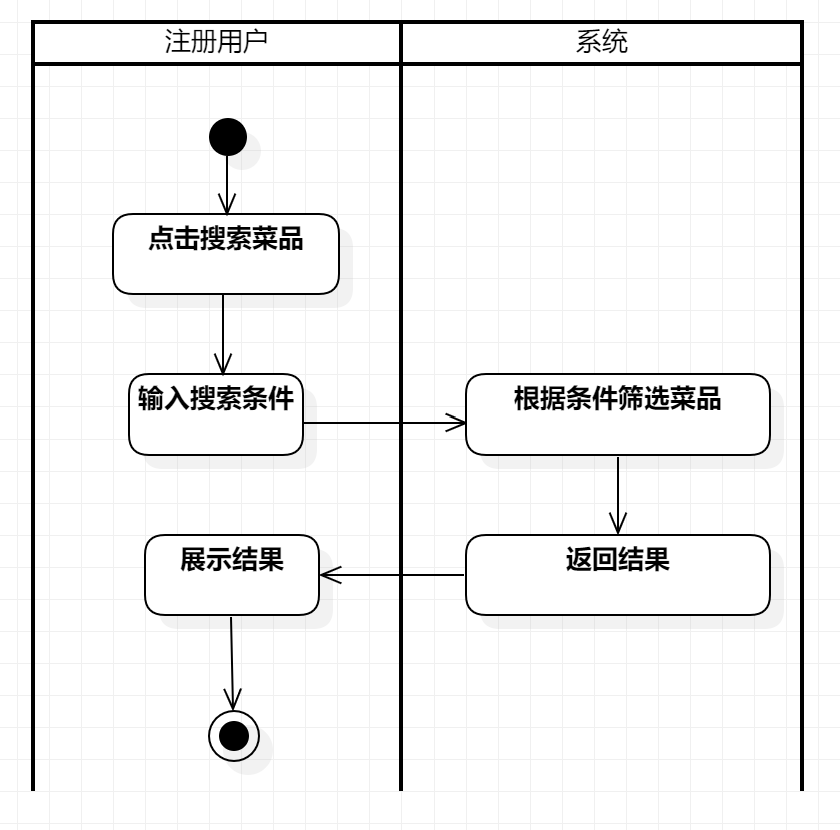 注册用户
系统
点击搜索菜品
输入搜索条件
根据条件筛选菜品
展示结果
返回结果